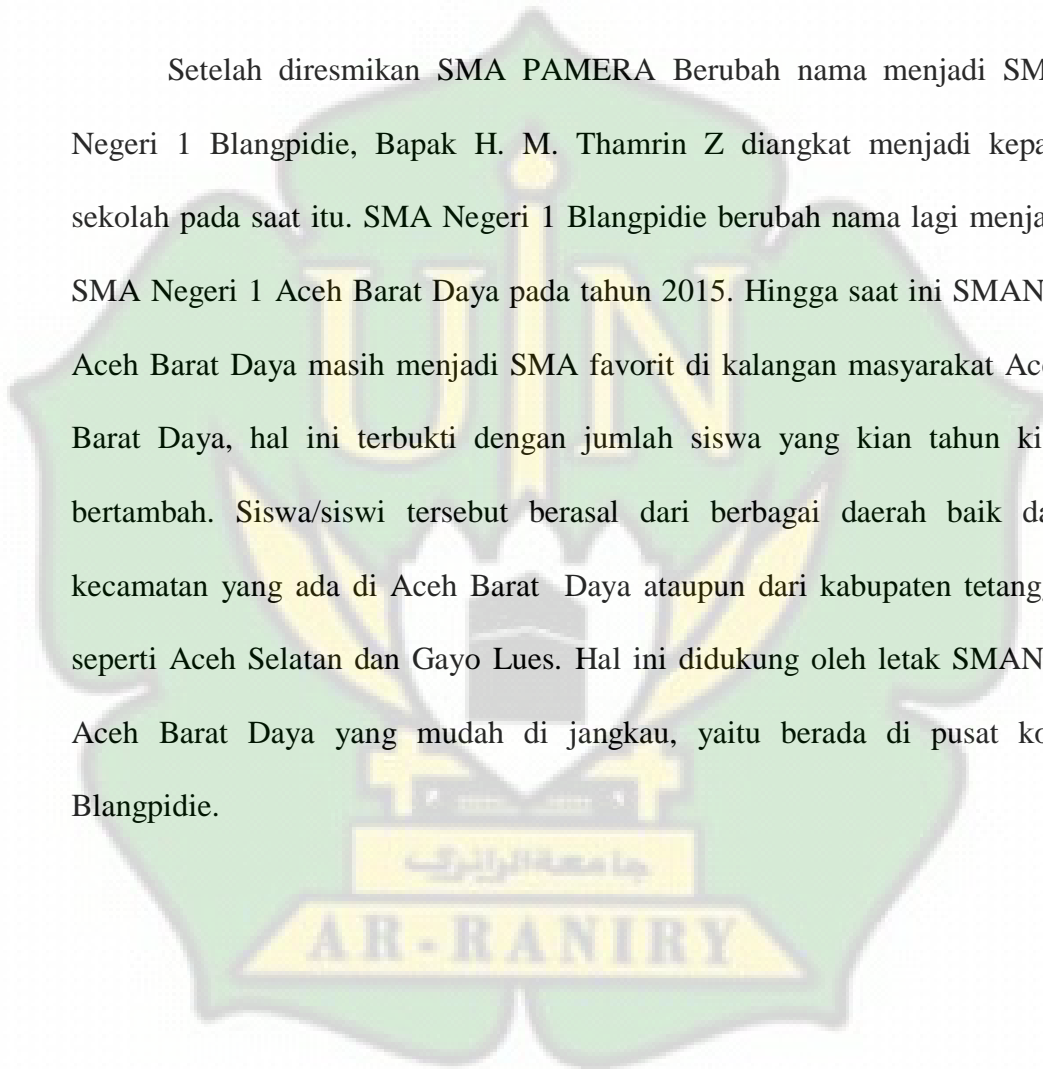 Setelah diresmikan SMA PAMERA Berubah nama menjadi SM
Negeri 1 Blangpidie, Bapak H. M. Thamrin Z diangkat menjadi kepa
sekolah pada saat itu. SMA Negeri 1 Blangpidie berubah nama lagi menja
SMA Negeri 1 Aceh Barat Daya pada tahun 2015. Hingga saat ini SMAN
Aceh Barat Daya masih menjadi SMA favorit di kalangan masyarakat Ac
Barat Daya, hal ini terbukti dengan jumlah siswa yang kian tahun ki
bertambah. Siswa/siswi tersebut berasal dari berbagai daerah baik da
kecamatan yang ada di Aceh Barat Daya ataupun dari kabupaten tetang
seperti Aceh Selatan dan Gayo Lues. Hal ini didukung oleh letak SMAN
Aceh Barat Daya yang mudah di jangkau, yaitu berada di pusat ko
Blangpidie.
UIN
جامعة الرانري
AR-RANIRY